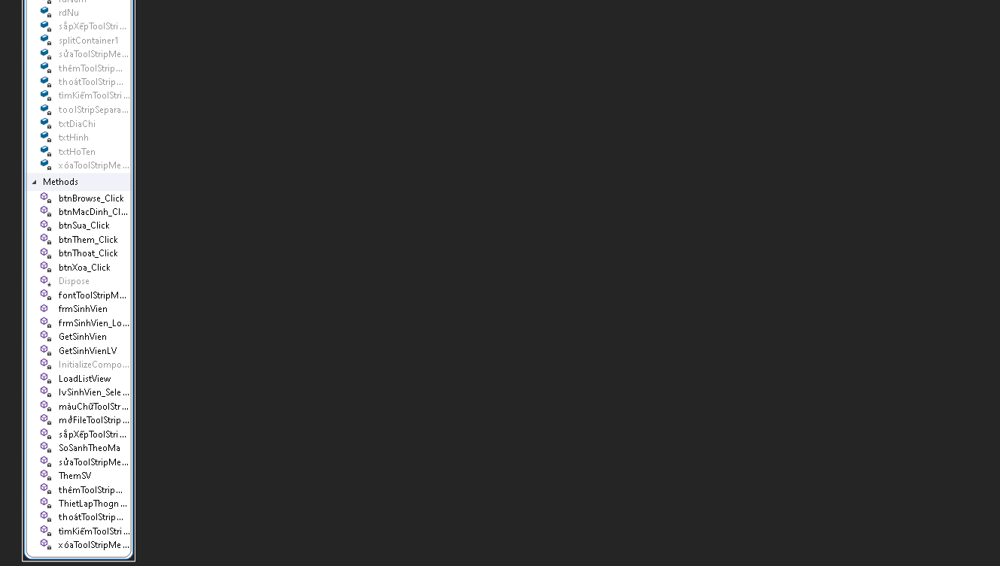 rdNu
sắpXếpToolStri...
splitContainer1
sửaToolStripMe...
thêmToolStrip...
thoátToolStrip...
tìmKiếmToolStri...
toolStripSepara...
txtDiaChi
txtHinh
txtHoTen
xóaToolStripMe...
Methods
btnBrowse_Click
btnMacDinh_Cl...
btnSua_Click
btnThem_Click
btnThoat_Click
btnXoa_Click
Dispose
fontToolStripM...
frmSinhVien
frmSinhVien_Lo...
GetSinhVien
GetSinhVienLV
InitializeCompo...
LoadListView
lvSinhVien_Sele...
màuChữToolStr...
mởFileToolStrip...
sắpXếpToolStri...
SoSanhTheoMa
sửaToolStripMe...
ThemSV
thêmToolStrip...
ThietLapThogn...
thoátToolStrip...
tìmKiếmToolStri...
xóaToolStripMe...